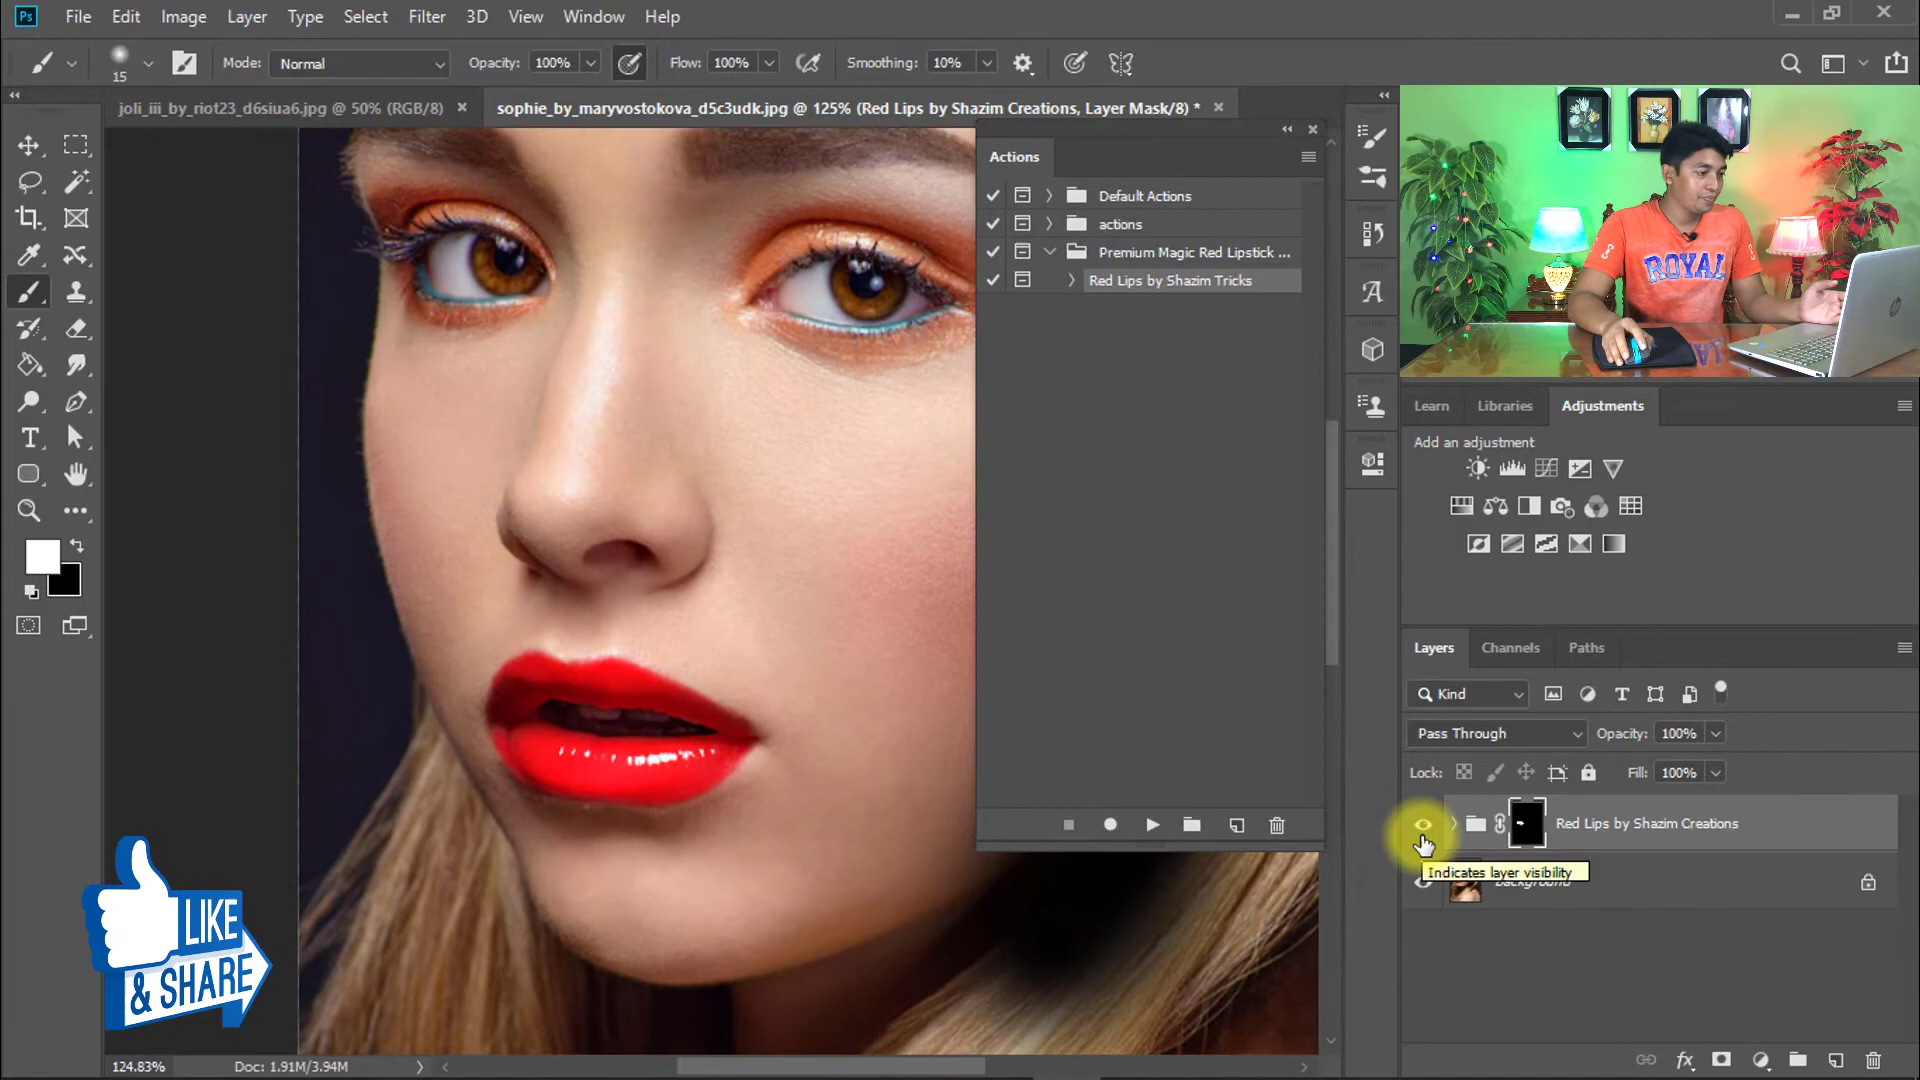 Ps File Edit Image Layer Type Select Filter 3D View Window Help
15 Mode: Normal Opacity: 100% Flow: 100% Smoothing: 10%
joli_iii_by_riot23_d6siua6.jpg @ 50% (RGB/8) sophie_by_maryvostokova_d5c3udk.jpg @ 125% (Red Lips by Shazim Creations, Layer Mask/8) *
Actions
Default Actions
actions
Premium Magic Red Lipstick ...
Red Lips by Shazim Tricks
ROYAL
hp
Learn Libraries Adjustments
Add an adjustment
Layers Channels Paths
Kind
Pass Through Opacity: 100%
Lock: Fill: 100%
Red Lips by Shazim Creations
Indicates layer visibility
Background
LIKE
& SHARE
124.83% Doc: 1.91M/3.94M